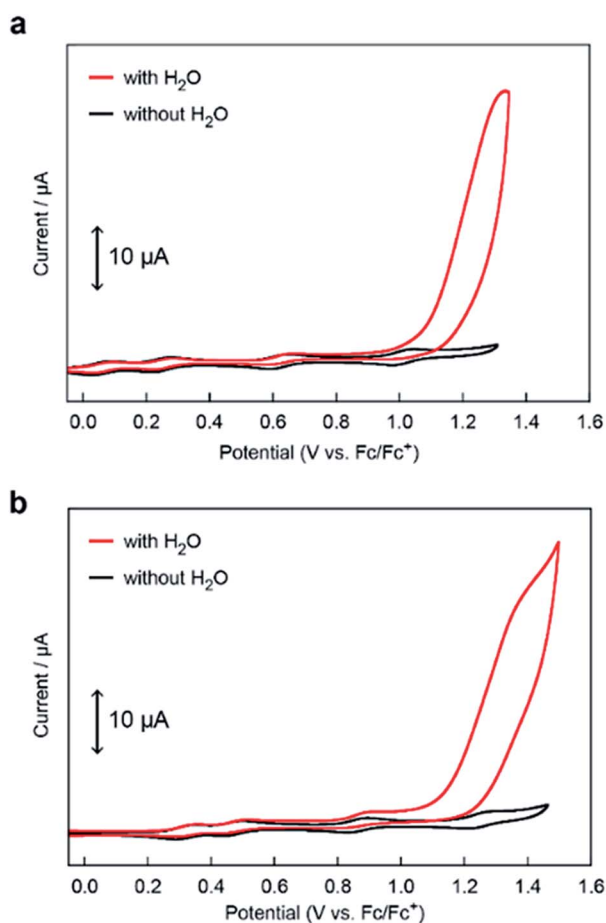 a
with H₂O
without H₂O
Current / µA
10 µA
0.0 0.2 0.4 0.6 0.8 1.0 1.2 1.4 1.6
Potential (V vs. Fc/Fc⁺)
b
with H₂O
without H₂O
Current / µA
10 µA
0.0 0.2 0.4 0.6 0.8 1.0 1.2 1.4 1.6
Potential (V vs. Fc/Fc⁺)